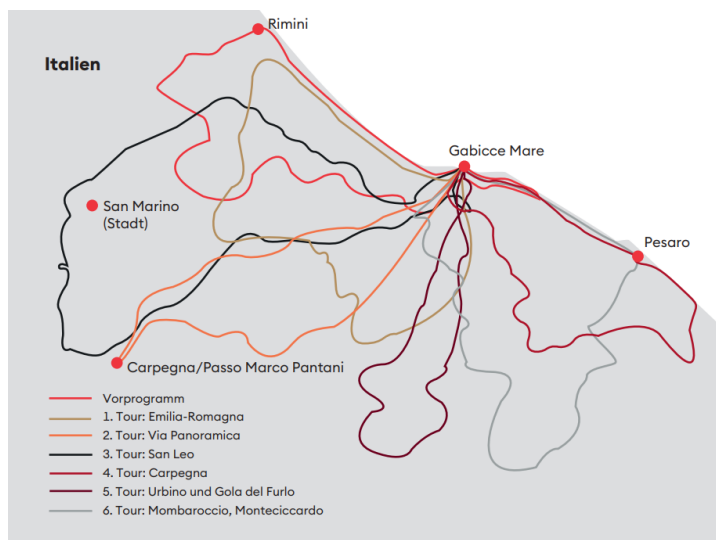 Rimini
Italien
Gabicce Mare
San Marino
(Stadt)
Pesaro
Carpegna/Passo Marco Pantani
Vorprogramm
1. Tour: Emilia-Romagna
2. Tour: Via Panoramica
3. Tour: San Leo
4. Tour: Carpegna
5. Tour: Urbino und Gola del Furlo
6. Tour: Mombaroccio, Monteciccardo